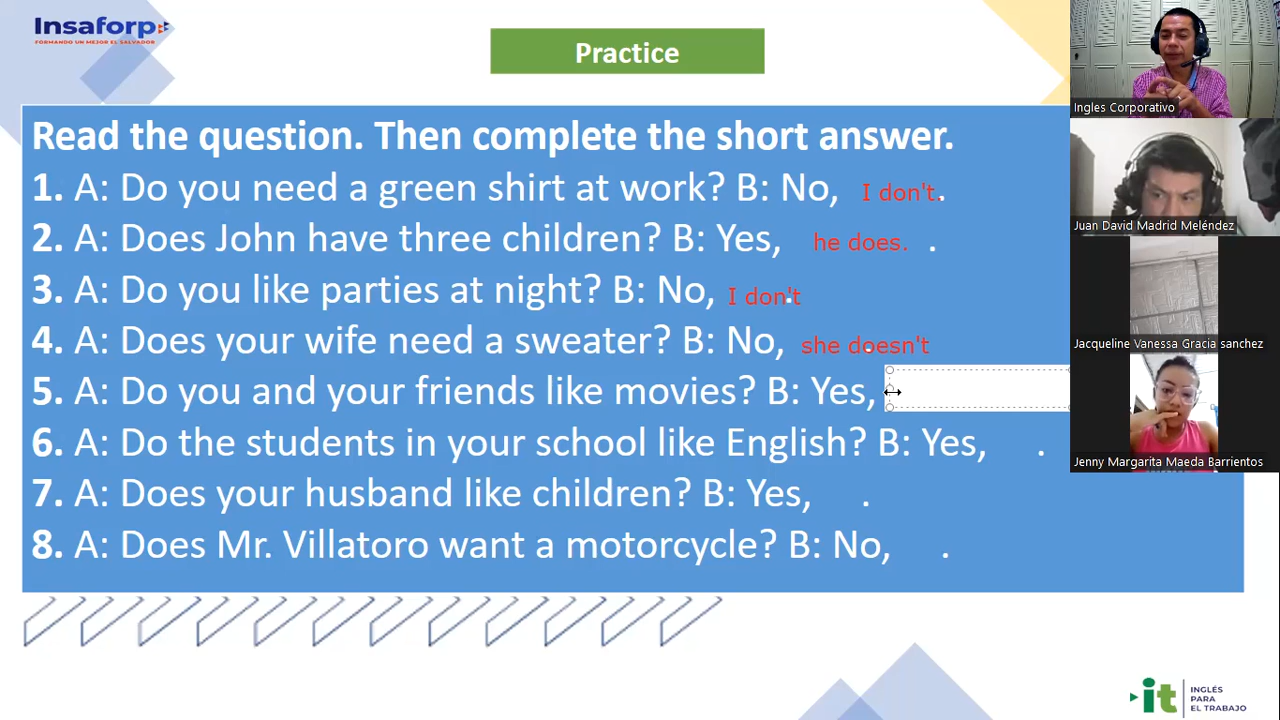 Insaforp
FORMANDO UN MEJOR EL SALVADOR
Practice
Read the question. Then complete the short answer.
1. A: Do you need a green shirt at work? B: No, I don't.
2. A: Does John have three children? B: Yes, he does. .
3. A: Do you like parties at night? B: No, I don't.
4. A: Does your wife need a sweater? B: No, she doesn't.
5. A: Do you and your friends like movies? B: Yes,
6. A: Do the students in your school like English? B: Yes, .
7. A: Does your husband like children? B: Yes, .
8. A: Does Mr. Villatoro want a motorcycle? B: No, .
Ingles Corporativo
Juan David Madrid Meléndez
Jacqueline Vanessa Gracia sanchez
Jenny Margarita Maeda Barrientos
it
INGLÉS
PARA
EL TRABAJO